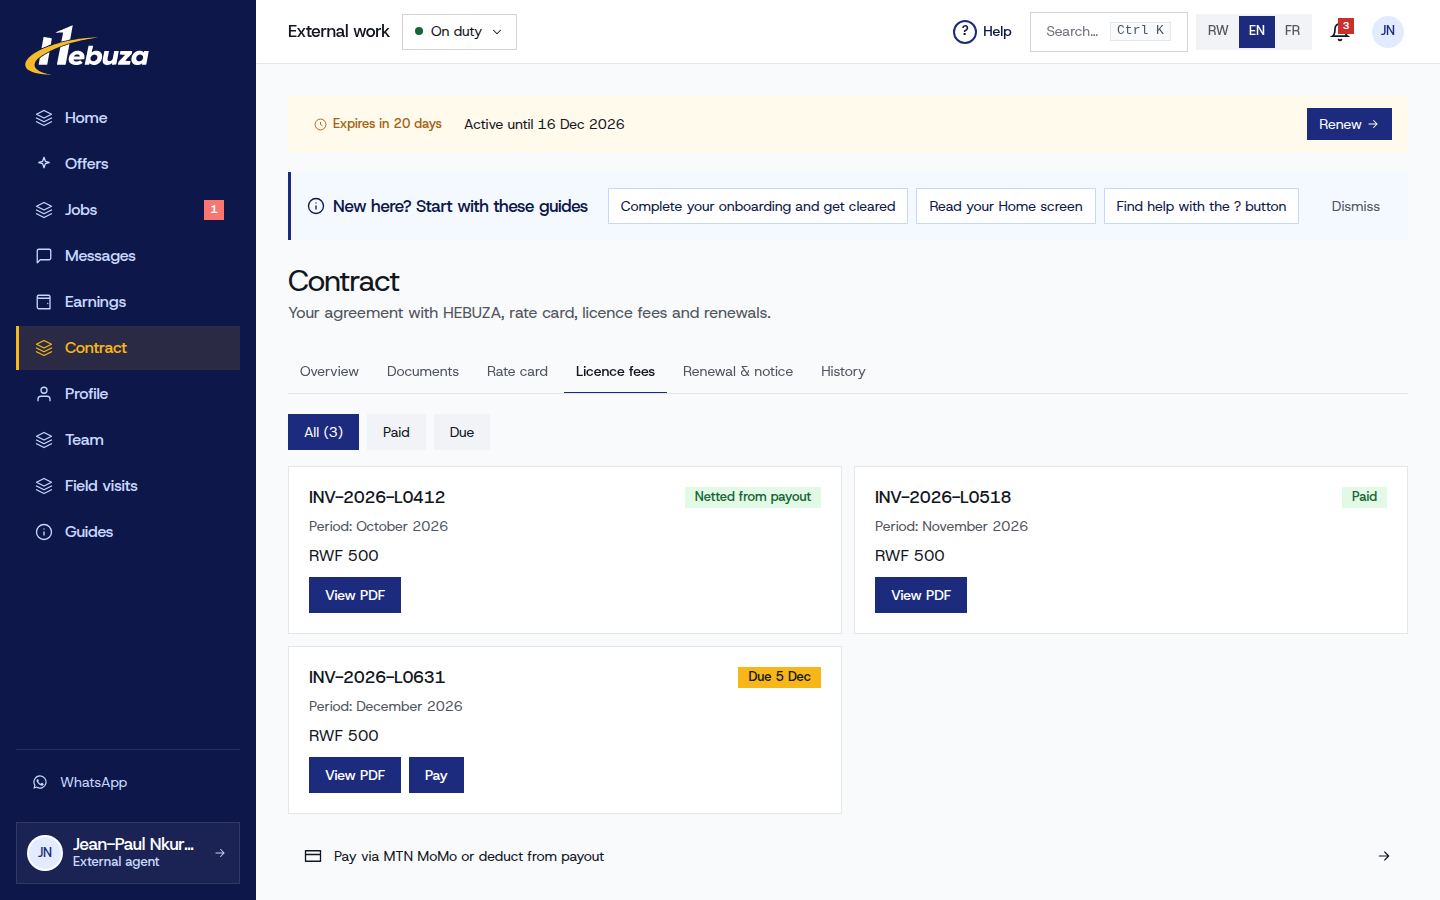 Hebuza
Home
Offers
Jobs
1
Messages
Earnings
Contract
Profile
Team
Field visits
Guides
WhatsApp
JN
Jean-Paul Nkur...
External agent
External work
On duty
? Help
Search...
Ctrl K
RW
EN
FR
3
JN
Expires in 20 days
Active until 16 Dec 2026
Renew
New here? Start with these guides
Complete your onboarding and get cleared
Read your Home screen
Find help with the ? button
Dismiss
Contract
Your agreement with HEBUZA, rate card, licence fees and renewals.
Overview
Documents
Rate card
Licence fees
Renewal & notice
History
All (3)
Paid
Due
INV-2026-L0412
Netted from payout
Period: October 2026
RWF 500
View PDF
INV-2026-L0518
Paid
Period: November 2026
RWF 500
View PDF
INV-2026-L0631
Due 5 Dec
Period: December 2026
RWF 500
View PDF
Pay
Pay via MTN MoMo or deduct from payout